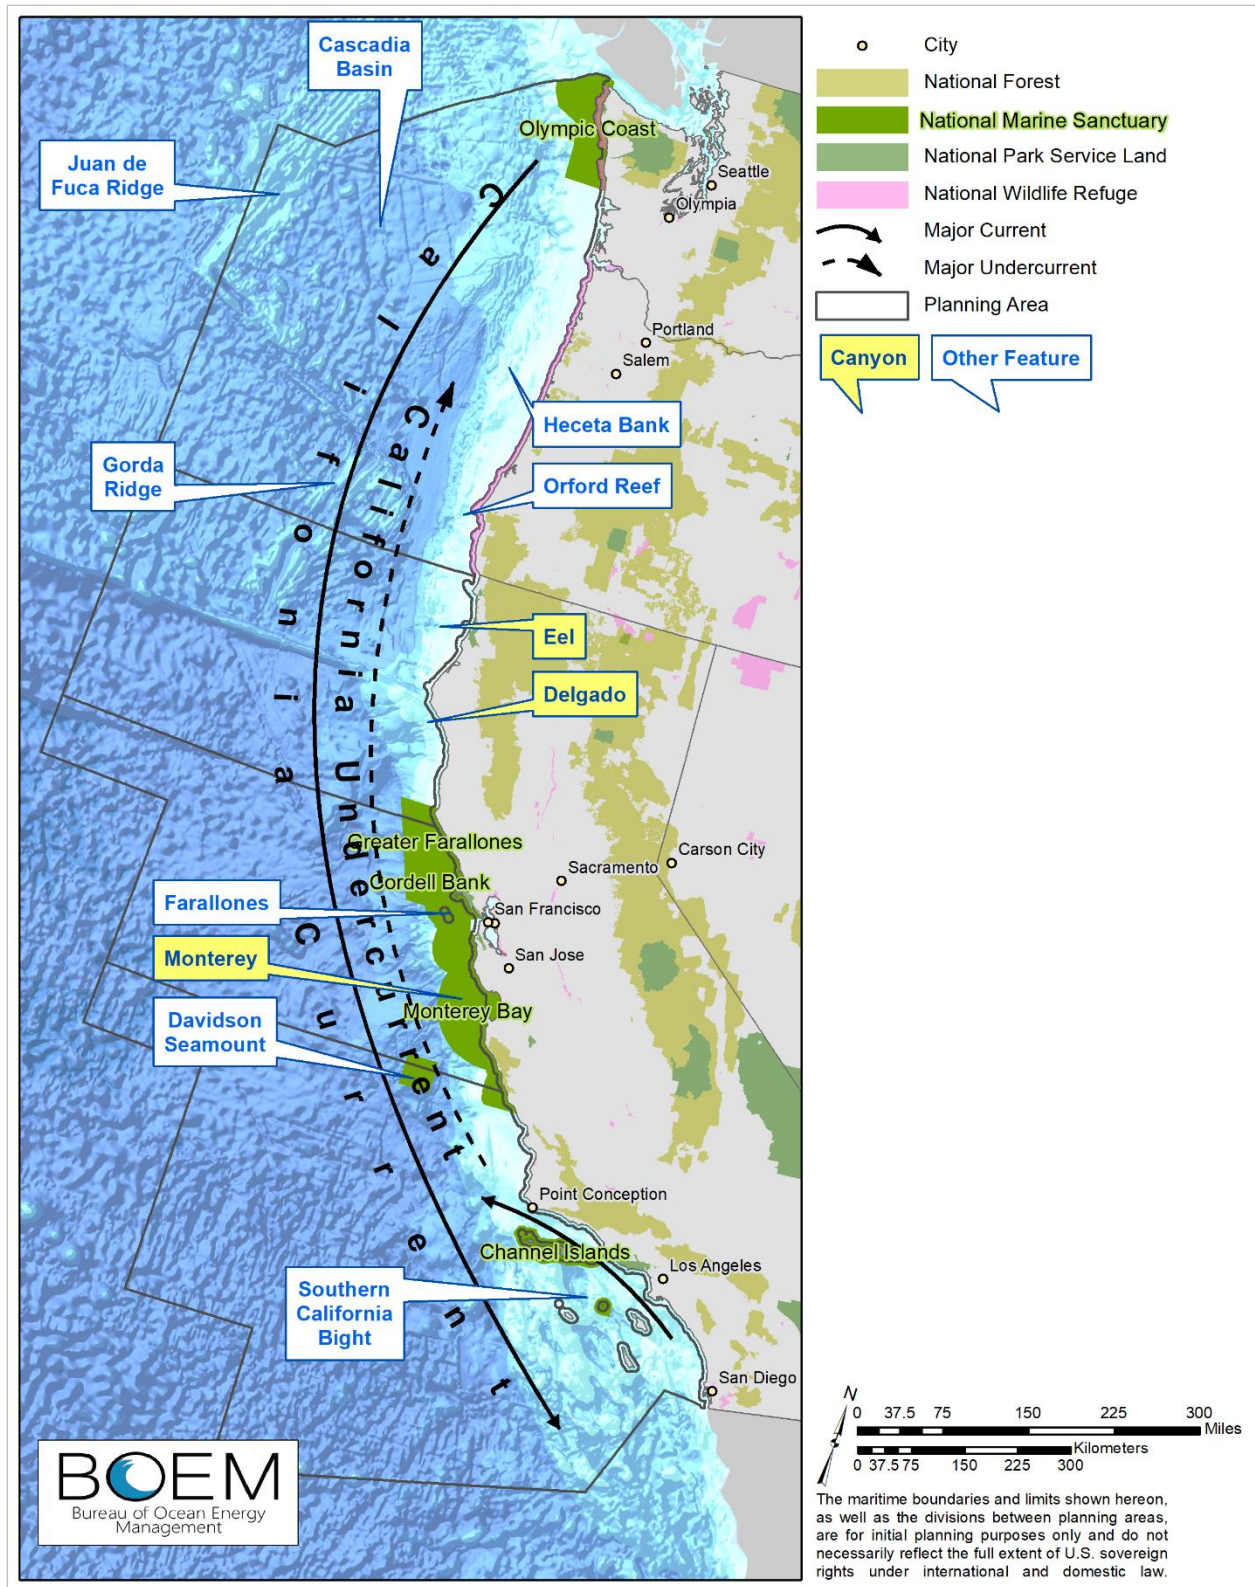 Cascadia
Basin
Juan de
Fuca Ridge
Olympic Coast
Seattle
Olympia
Portland
Salem
Heceta Bank
Gorda
Ridge
Orford Reef
Eel
Delgado
California Current
California Undercurrent
Greater Farallones
Cordell Bank
Carson City
Sacramento
Farallones
San Francisco
Monterey
San Jose
Monterey Bay
Davidson
Seamount
Point Conception
Channel Islands
Los Angeles
Southern
California
Bight
San Diego
BOEM
Bureau of Ocean Energy
Management
City
National Forest
National Marine Sanctuary
National Park Service Land
National Wildlife Refuge
Major Current
Major Undercurrent
Planning Area
Canyon
Other Feature
N
0 37.5 75 150 225 300
Miles
Kilometers
0 37.5 75 150 225 300
The maritime boundaries and limits shown hereon,
as well as the divisions between planning areas,
are for initial planning purposes only and do not
necessarily reflect the full extent of U.S. sovereign
rights under international and domestic law.